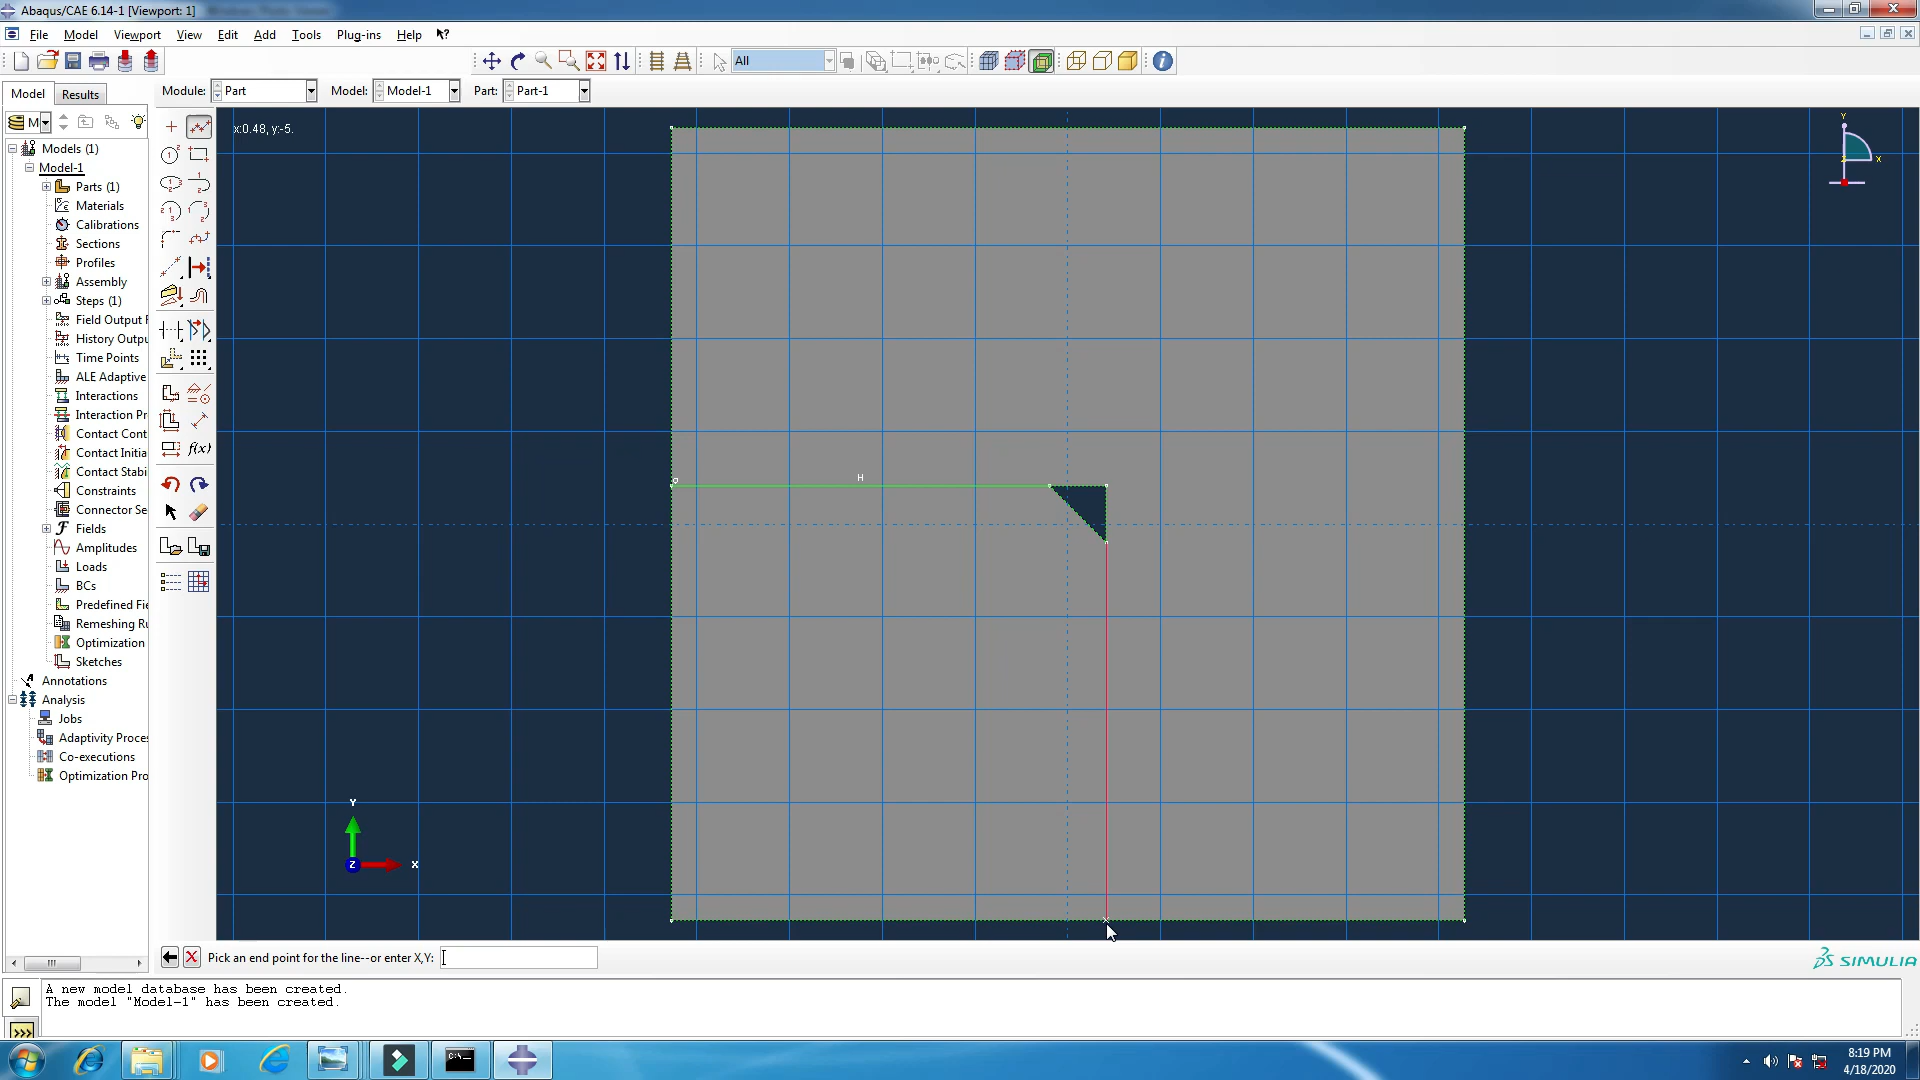 Abaqus/CAE 6.14-1 [Viewport: 1]
File Model Viewport View Edit Add Tools Plug-ins Help
All
Model Results
Module: Part Model: Model-1 Part: Part-1
M
x:0.48, y:-5.
Models (1)
Model-1
Parts (1)
Materials
Calibrations
Sections
Profiles
Assembly
Steps (1)
Field Output
History Outpu
Time Points
ALE Adaptive
Interactions
Interaction Pr
Contact Cont
Contact Initia
Contact Stabi
Constraints
Connector Se
Fields
Amplitudes
Loads
BCs
Predefined Fie
Remeshing Ru
Optimization
Sketches
Annotations
Analysis
Jobs
Adaptivity Proce
Co-executions
Optimization Pro
f(x)
H
Y
X
Y
X
Z
Pick an end point for the line--or enter X,Y:
SIMULIA
A new model database has been created.
The model "Model-1" has been created.
>>>
C:\
8:19 PM
4/18/2020